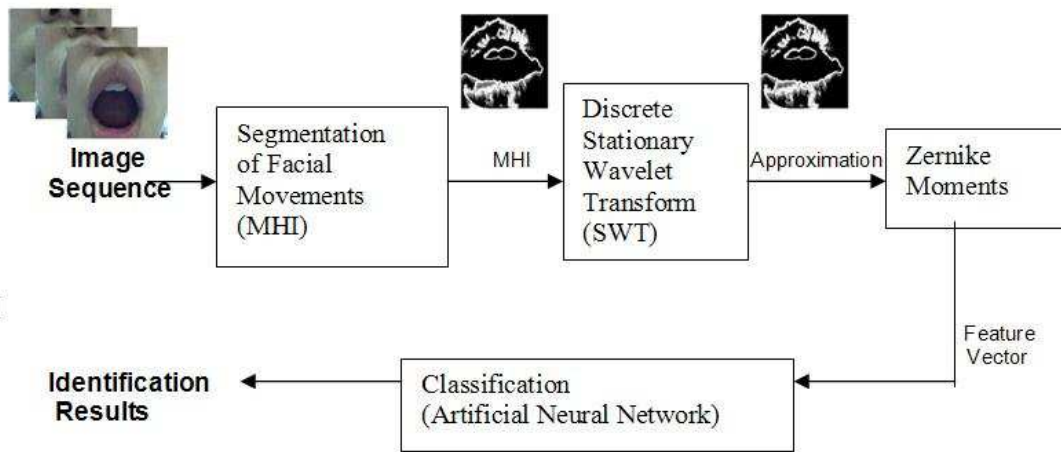 Image
Sequence
Segmentation
of Facial
Movements
(MHI)
MHI
Discrete
Stationary
Wavelet
Transform
(SWT)
Approximation
Zernike
Moments
Feature
Vector
Classification
(Artificial Neural Network)
Identification
Results